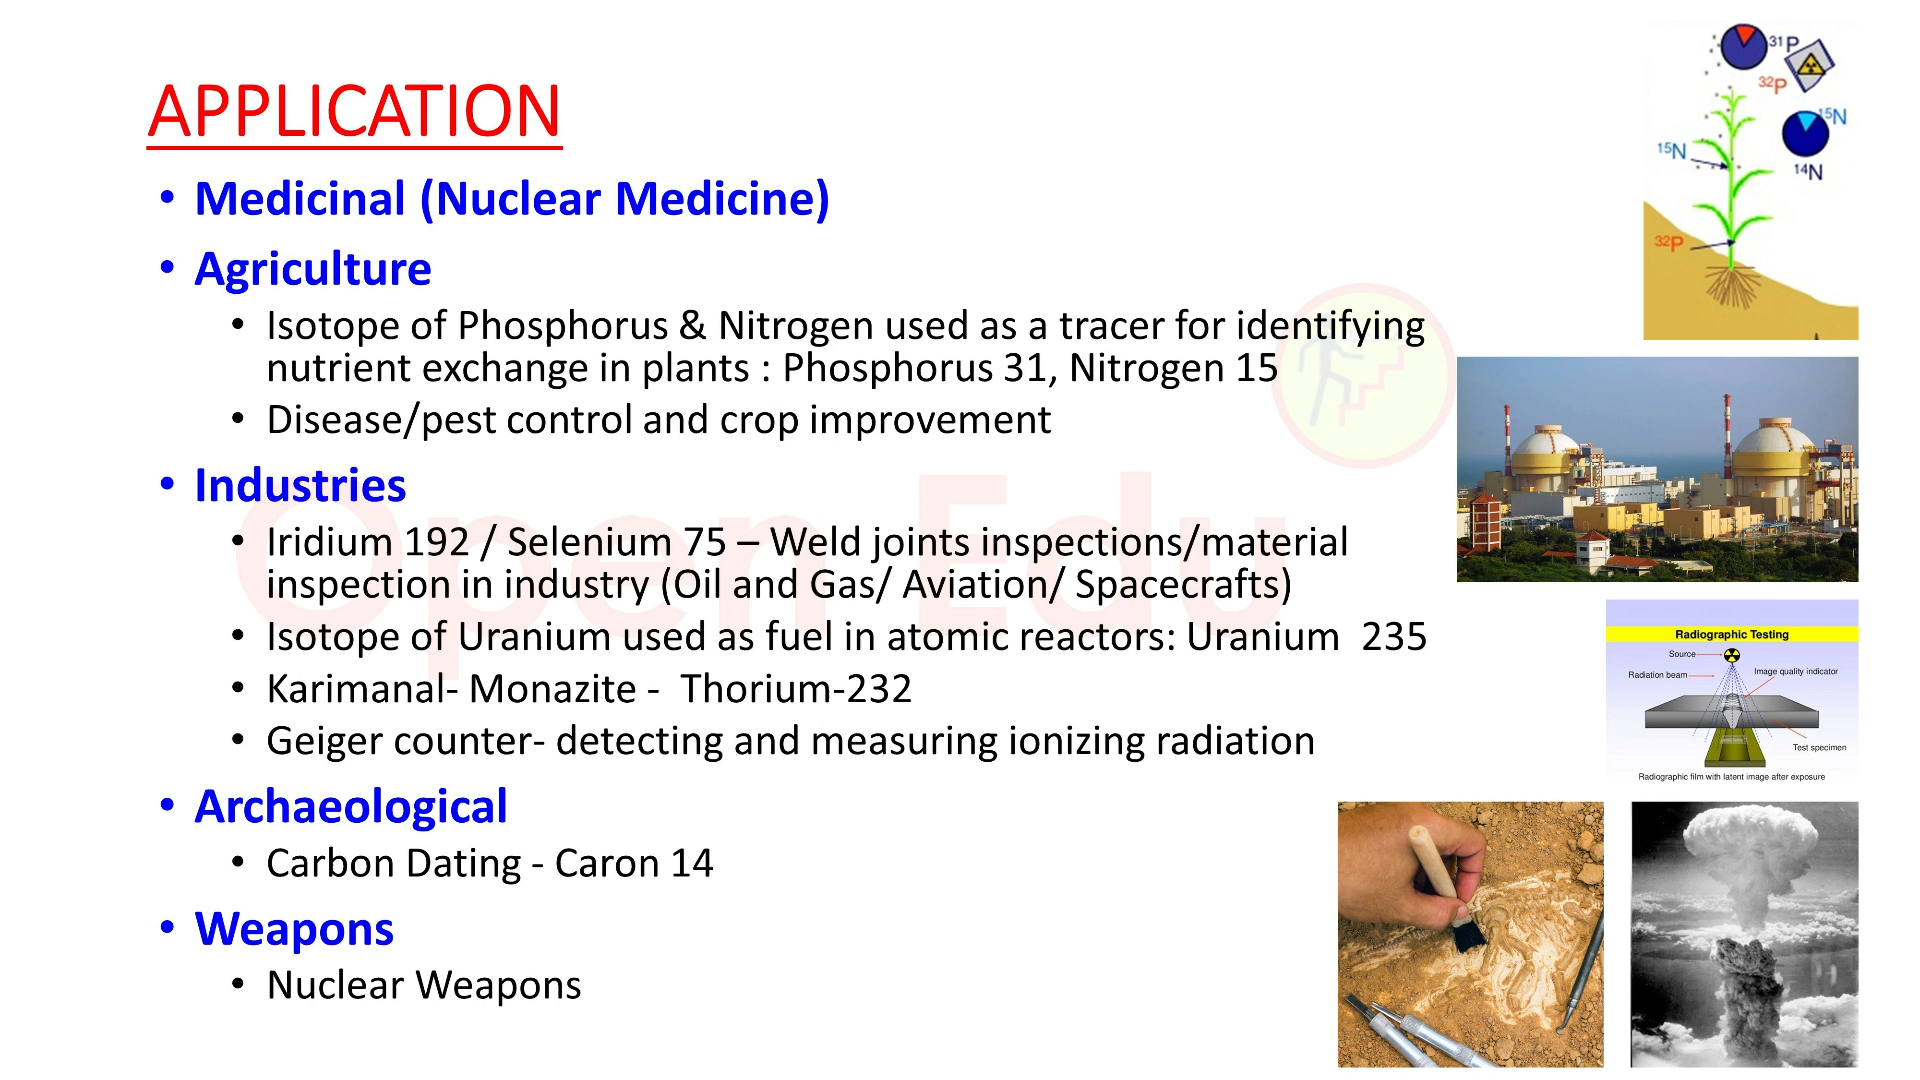 APPLICATION
• Medicinal (Nuclear Medicine)
• Agriculture
• Isotope of Phosphorus & Nitrogen used as a tracer for identifying
nutrient exchange in plants : Phosphorus 31, Nitrogen 15
• Disease/pest control and crop improvement
• Industries
• Iridium 192 / Selenium 75 – Weld joints inspections/material
inspection in industry (Oil and Gas/ Aviation/ Spacecrafts)
• Isotope of Uranium used as fuel in atomic reactors: Uranium  235
• Karimanal- Monazite -  Thorium-232
• Geiger counter- detecting and measuring ionizing radiation
• Archaeological
• Carbon Dating - Caron 14
• Weapons
• Nuclear Weapons
Open Edu
31P
32P
15N
15N
14N
32P
Radiographic Testing
Source
Radiation beam
Image quality indicator
Test specimen
Radiographic film with latent image after exposure